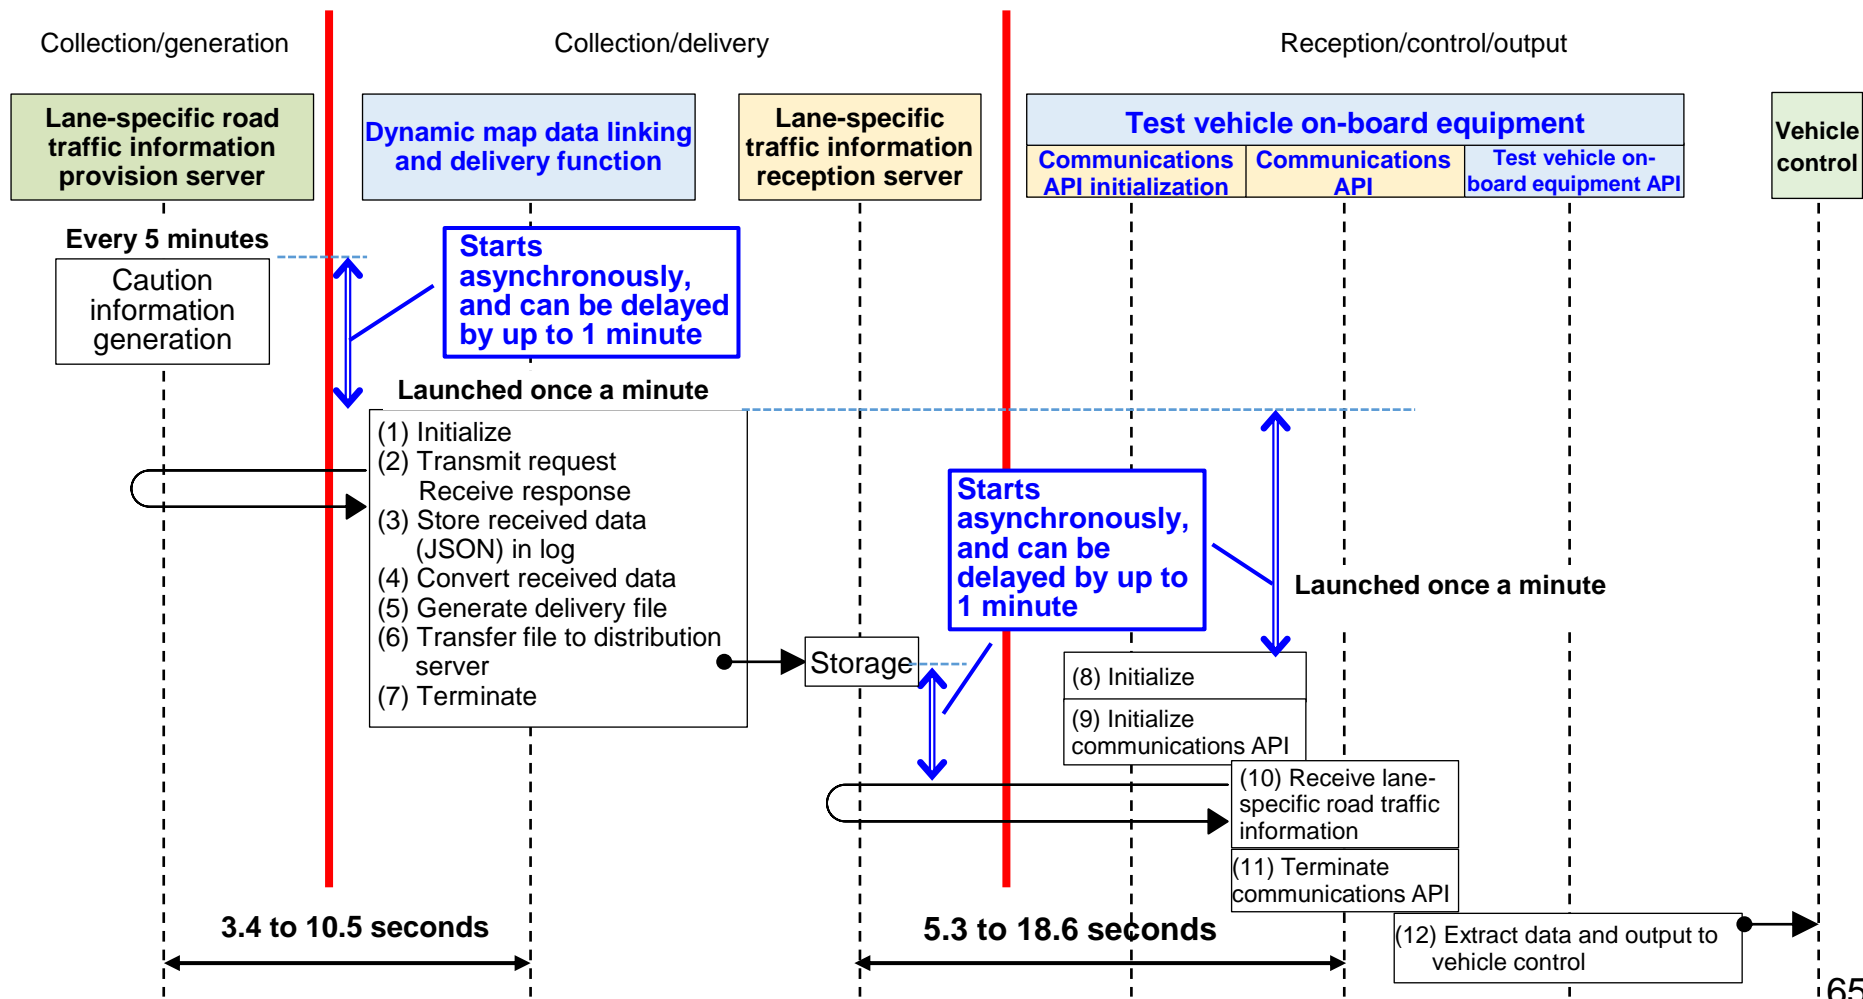 Collection/generation
Collection/delivery
Reception/control/output
Lane-specific road
traffic information
provision server
Dynamic map data linking
and delivery function
Lane-specific
traffic information
reception server
Test vehicle on-board equipment
Communications
API initialization
Communications
API
Test vehicle on-
board equipment API
Vehicle
control
Every 5 minutes
Caution
information
generation
Starts
asynchronously,
and can be delayed
by up to 1 minute
Launched once a minute
(1) Initialize
(2) Transmit request
Receive response
(3) Store received data
(JSON) in log
(4) Convert received data
(5) Generate delivery file
(6) Transfer file to distribution
server
(7) Terminate
Storage
Starts
asynchronously,
and can be
delayed by up to
1 minute
Launched once a minute
(8) Initialize
(9) Initialize
communications API
(10) Receive lane-
specific road traffic
information
(11) Terminate
communications API
(12) Extract data and output to
vehicle control
3.4 to 10.5 seconds
5.3 to 18.6 seconds
65